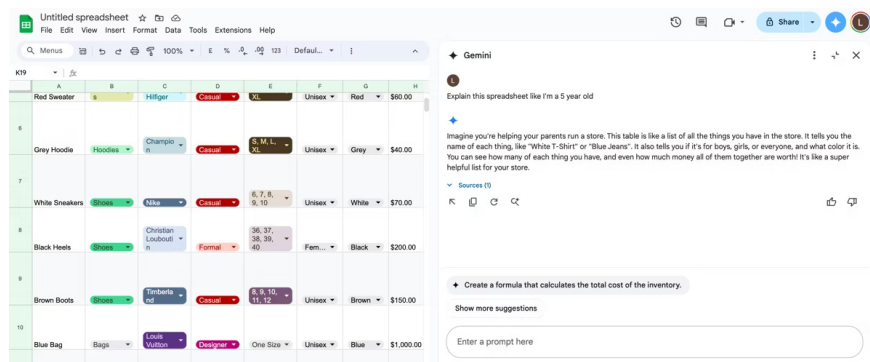 Untitled spreadsheet
File Edit View Insert Format Data Tools Extensions Help
Share
L
Menus
100%
£ % .0 .00 123 Defaul...
K19 fx
A B C D E F G H
Red Sweater s Hilfiger Casual XL Unisex Red $60.00
6
Grey Hoodie Hoodies Champio
n Casual S, M, L,
XL Unisex Grey $40.00
7
White Sneakers Shoes Nike Casual 6, 7, 8,
9, 10 Unisex White $70.00
8
Black Heels Shoes Christian
Loubouti
n Formal 36, 37,
38, 39,
40 Fem... Black $200.00
9
Brown Boots Shoes Timberla
nd Casual 8, 9, 10,
11, 12 Unisex Brown $150.00
10
Blue Bag Bags Louis
Vuitton Designer One Size Unisex Blue $1,000.00
Gemini
L
Explain this spreadsheet like I'm a 5 year old
Imagine you're helping your parents run a store. This table is like a list of all the things you have in the store. It tells you the
name of each thing, like "White T-Shirt" or "Blue Jeans". It also tells you if it's for boys, girls, or everyone, and what color it is.
You can see how many of each thing you have, and even how much money all of them together are worth! It's like a super
helpful list for your store.
Sources (1)
Create a formula that calculates the total cost of the inventory.
Show more suggestions
Enter a prompt here